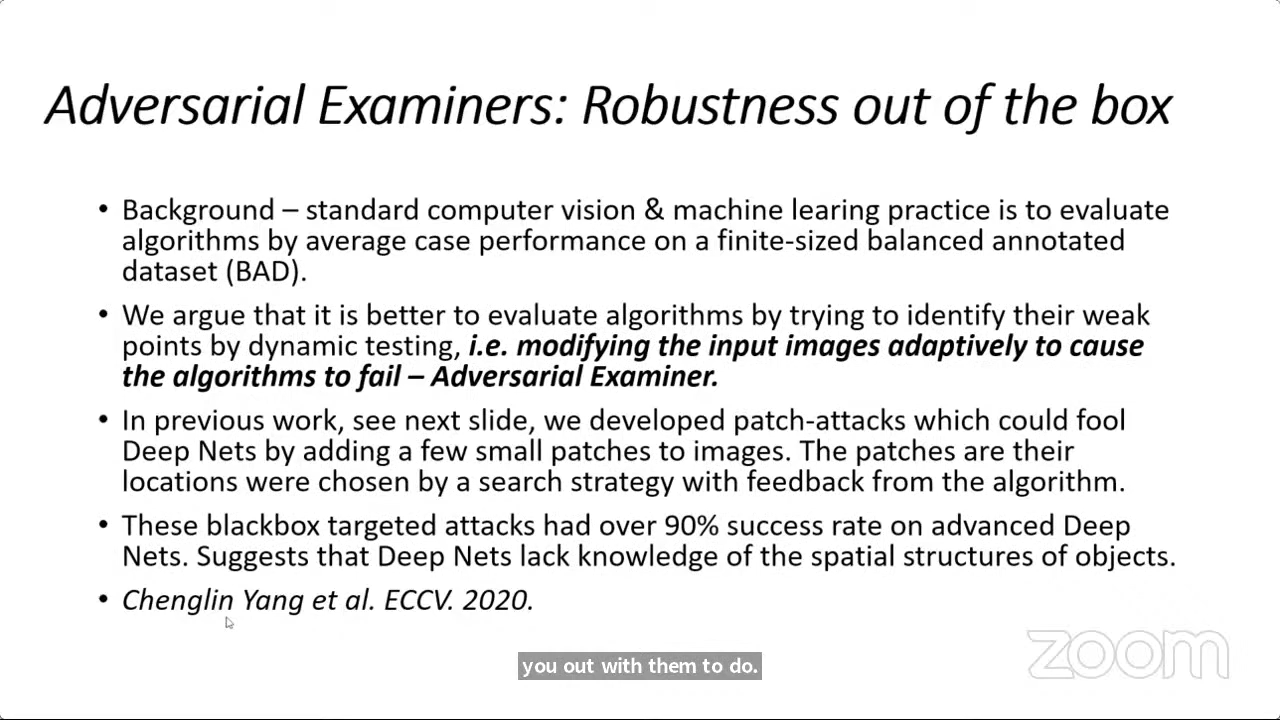 Adversarial Examiners: Robustness out of the box
• Background – standard computer vision & machine learing practice is to evaluate
algorithms by average case performance on a finite-sized balanced annotated
dataset (BAD).
• We argue that it is better to evaluate algorithms by trying to identify their weak
points by dynamic testing, i.e. modifying the input images adaptively to cause
the algorithms to fail – Adversarial Examiner.
• In previous work, see next slide, we developed patch-attacks which could fool
Deep Nets by adding a few small patches to images. The patches are their
locations were chosen by a search strategy with feedback from the algorithm.
• These blackbox targeted attacks had over 90% success rate on advanced Deep
Nets. Suggests that Deep Nets lack knowledge of the spatial structures of objects.
• Chenglin Yang et al. ECCV. 2020.
zoom
you out with them to do.